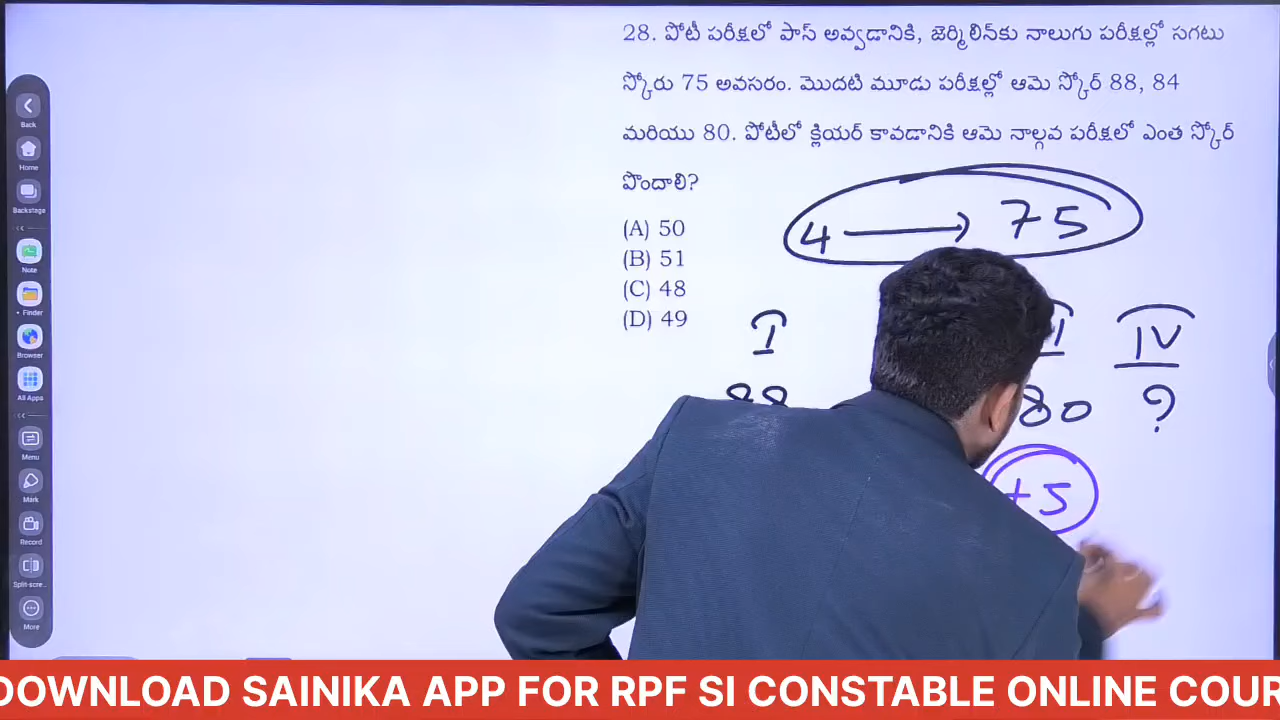 28. పోటీ పరీక్షలో పాస్ అవ్వడానికి, జెర్మిలిన్‌కు నాలుగు పరీక్షల్లో సగటు
స్కోరు 75 అవసరం. మొదటి మూడు పరీక్షల్లో ఆమె స్కోర్ 88, 84
మరియు 80. పోటీలో క్లియర్ కావడానికి ఆమె నాల్గవ పరీక్షలో ఎంత స్కోర్
పొందాలి?
(A) 50
(B) 51
(C) 48
(D) 49
4 → 75
I IV
88 80 ?
+5
Back
Home
Backstage
Note
Finder
Browser
All Apps
Menu
Mark
Record
Split-scre..
More
DOWNLOAD SAINIKA APP FOR RPF SI CONSTABLE ONLINE COUR